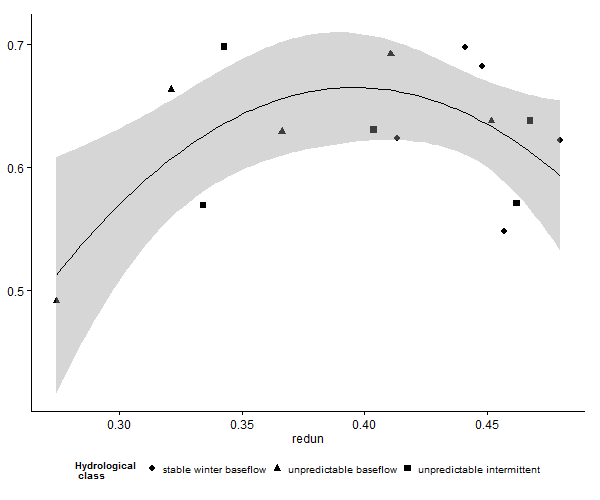 0.7
0.6
0.5
0.30 0.35 0.40 0.45
redun
Hydrological
class
stable winter baseflow unpredictable baseflow unpredictable intermittent